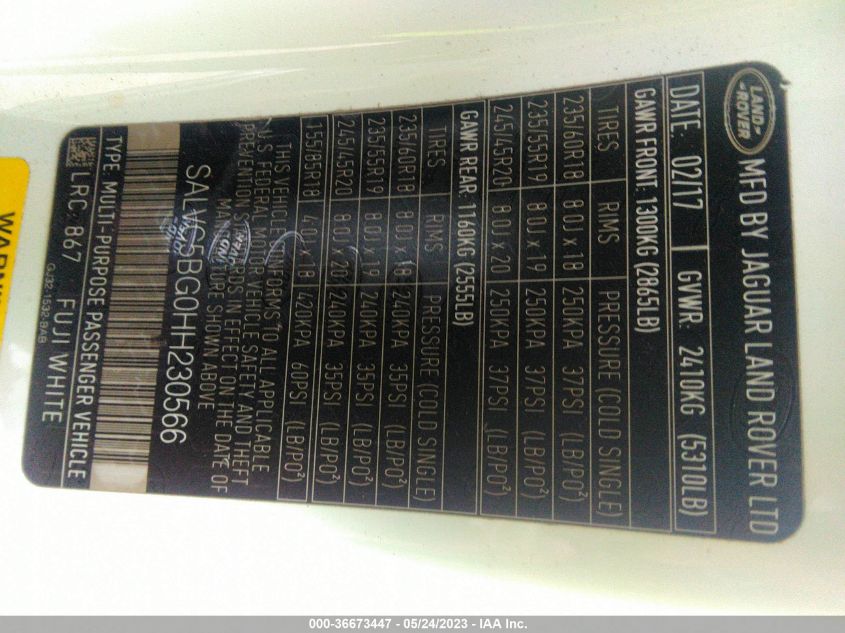 LAND-
ROVER
MFD BY JAGUAR LAND ROVER LTD
DATE: 02/17 GVWR: 2410KG (5310LB)
GAWR FRONT: 1300KG (2865LB)
TIRES RIMS PRESSURE (COLD SINGLE)
235/60R18 8.0J x 18 250KPA 37PSI (LB/PO²)
235/55R19 8.0J x 19 250KPA 37PSI (LB/PO²)
245/45R20 8.0J x 20 250KPA 37PSI (LB/PO²)
GAWR REAR: 1160KG (2555LB)
TIRES RIMS PRESSURE (COLD SINGLE)
235/60R18 8.0J x 18 240KPA 35PSI (LB/PO²)
235/55R19 8.0J x 19 240KPA 35PSI (LB/PO²)
245/45R20 8.0J x 20 240KPA 35PSI (LB/PO²)
155/85R18 4.0J x 18 420KPA 60PSI (LB/PO²)
THIS VEHICLE CONFORMS TO ALL APPLICABLE
U.S. FEDERAL MOTOR VEHICLE SAFETY AND THEFT
PREVENTION STANDARDS IN EFFECT ON THE DATE OF
MANUFACTURE SHOWN ABOVE
BG0HH230566
TYPE: MULTI-PURPOSE PASSENGER VEHICLE
LRC: 867 FUJI WHITE
GJ32-1532-BAB
000-36673447 - 05/24/2023 - IAA Inc.